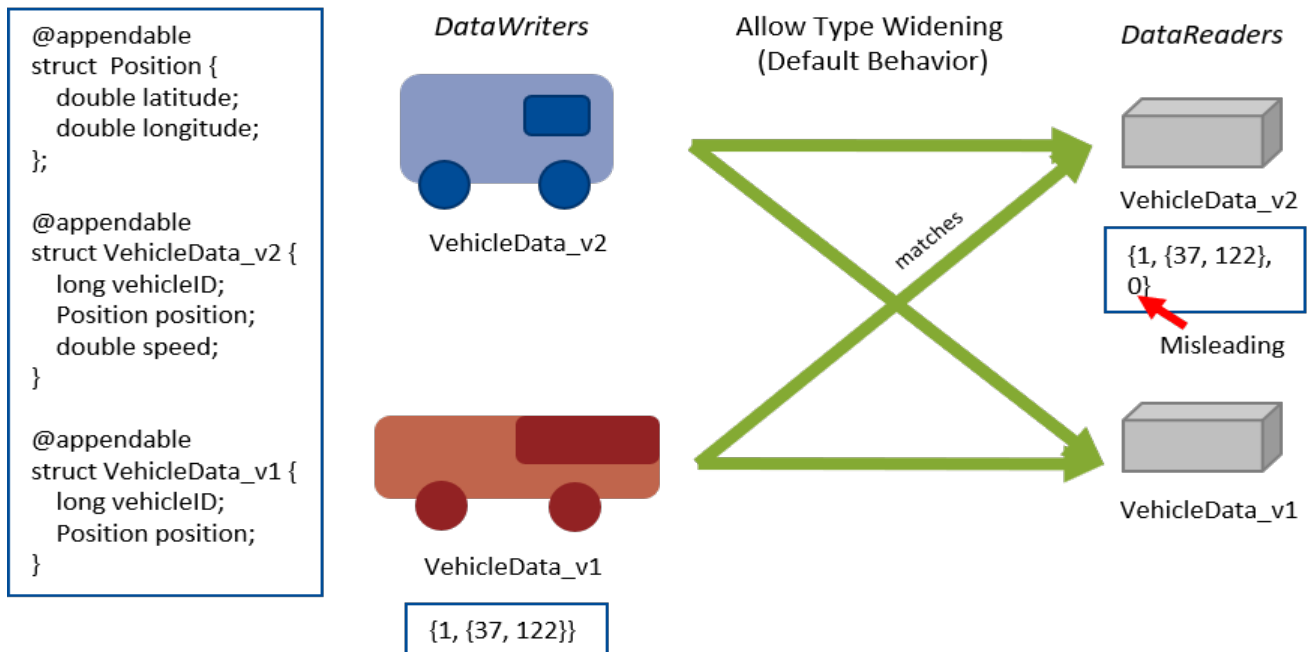 @appendable
struct  Position {
double latitude;
double longitude;
};
@appendable
struct VehicleData_v2 {
long vehicleID;
Position position;
double speed;
}
@appendable
struct VehicleData_v1 {
long vehicleID;
Position position;
}
DataWriters
VehicleData_v2
VehicleData_v1
{1, {37, 122}}
Allow Type Widening
(Default Behavior)
matches
DataReaders
VehicleData_v2
{1, {37, 122},
0}
Misleading
VehicleData_v1